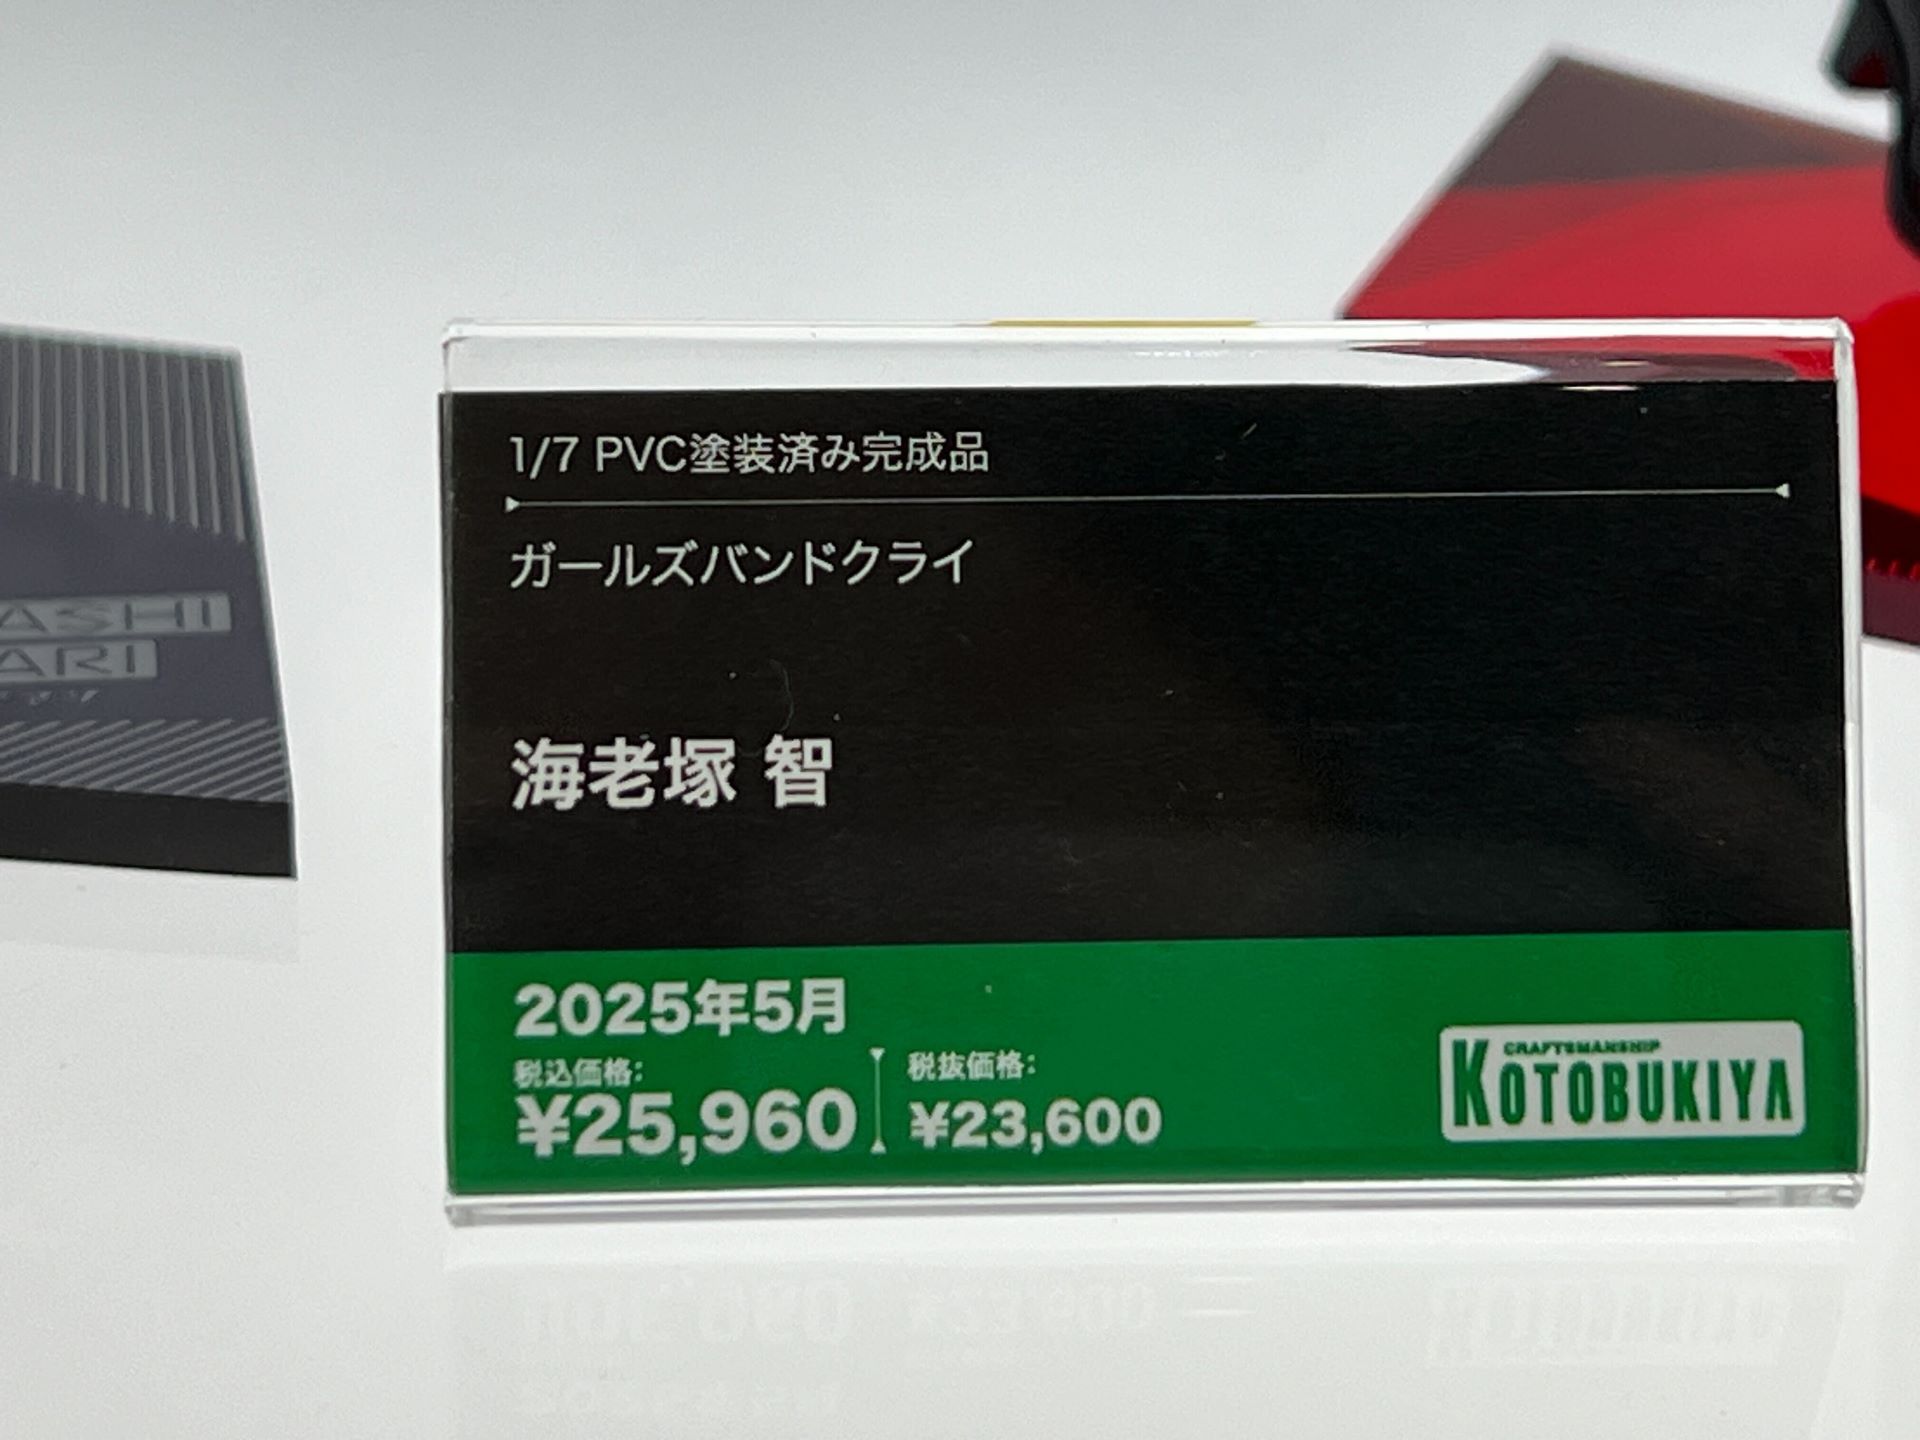 1/7 PVC塗装済み完成品
ガールズバンドクライ
海老塚 智
2025年5月
税込価格:
¥25,960
税抜価格:
¥23,600
CRAFTSMANSHIP
KOTOBUKIYA
ASHI
ARI